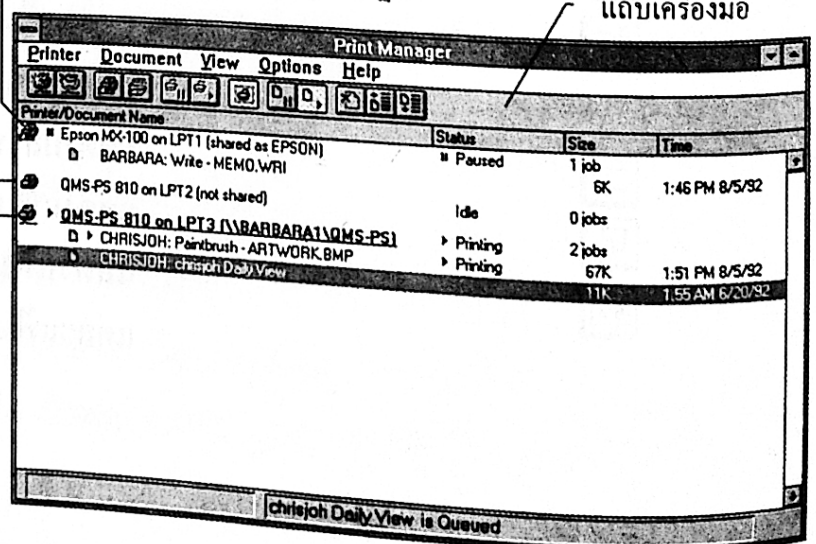 แถบเครื่องมือ
Print Manager
Printer Document View Options Help
Printer/Document Name Status Size Time
Epson MX-100 on LPT1 (shared as EPSON) Paused 1 job
BARBARA: Write - MEMO.WRI 6K 1:46 PM 8/5/92
QMS-PS 810 on LPT2 (not shared) Idle 0 jobs
QMS-PS 810 on LPT3 (\\BARBARA1\QMS-PS) Printing 2 jobs
CHRISJOH: Paintbrush - ARTWORK.BMP Printing 67K 1:51 PM 8/5/92
CHRISJOH: chrisjoh Daily View 11K 1:55 AM 6/20/92
chrisjoh Daily View is Queued